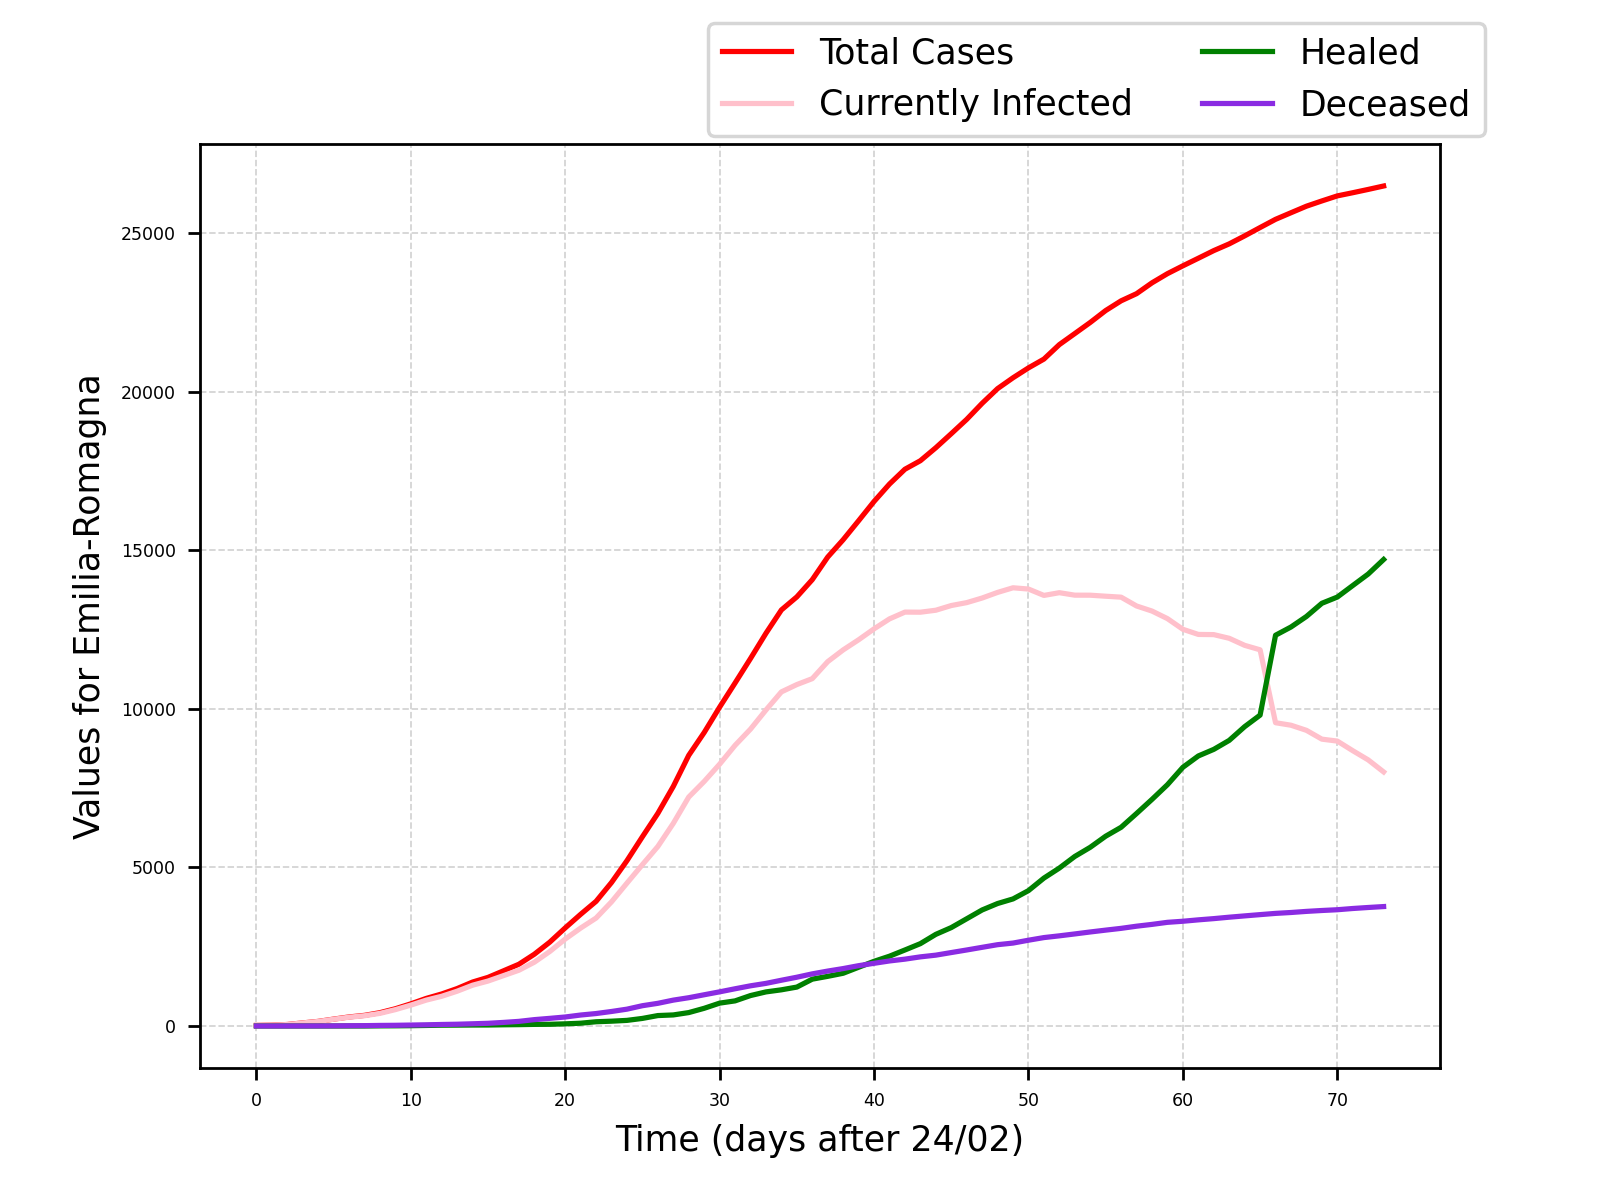 Total Cases
Currently Infected
Healed
Deceased
Values for Emilia-Romagna
25000
20000
15000
10000
5000
0
0 10 20 30 40 50 60 70
Time (days after 24/02)